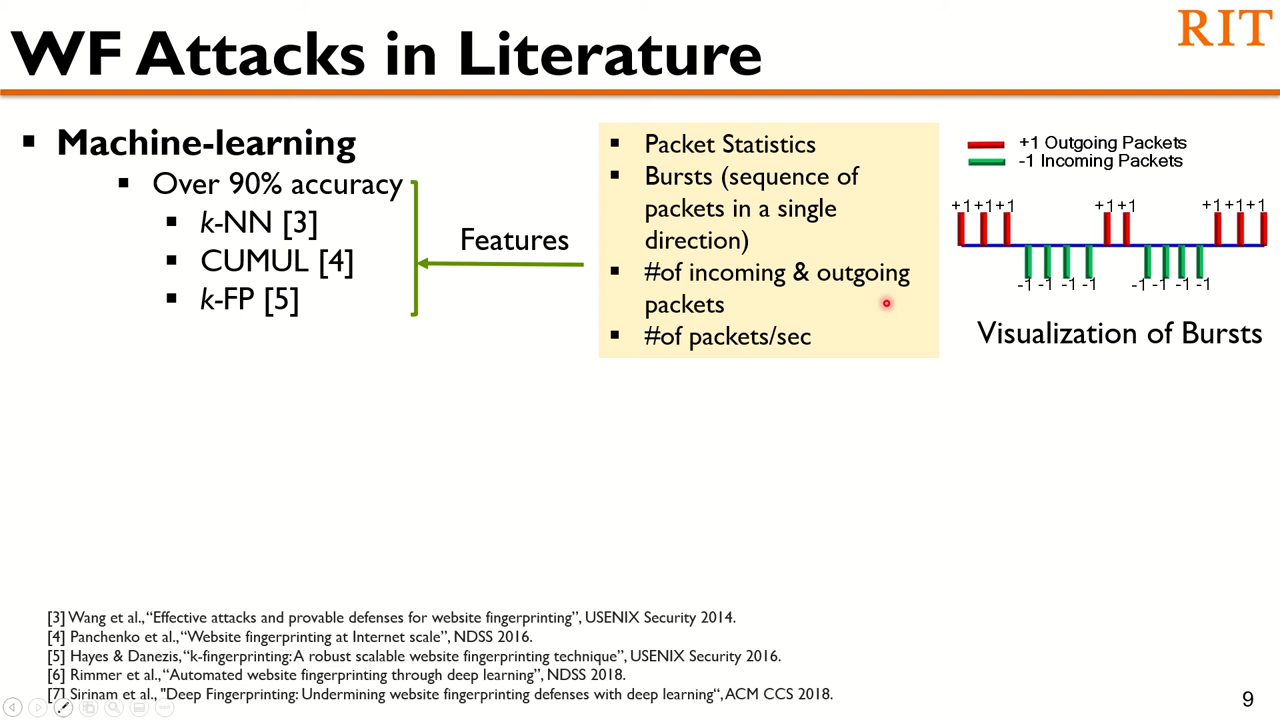 WF Attacks in Literature
RIT
▪ Machine-learning
▪ Over 90% accuracy
▪ k-NN [3]
▪ CUMUL [4]
▪ k-FP [5]
Features
▪ Packet Statistics
▪ Bursts (sequence of
packets in a single
direction)
▪ #of incoming & outgoing
packets
▪ #of packets/sec
+1 Outgoing Packets
-1 Incoming Packets
+1 +1 +1 +1 +1 +1 +1 +1
-1 -1 -1 -1 -1 -1 -1 -1
Visualization of Bursts
[3] Wang et al., “Effective attacks and provable defenses for website fingerprinting”, USENIX Security 2014.
[4] Panchenko et al., “Website fingerprinting at Internet scale”, NDSS 2016.
[5] Hayes & Danezis, “k-fingerprinting: A robust scalable website fingerprinting technique”, USENIX Security 2016.
[6] Rimmer et al., “Automated website fingerprinting through deep learning”, NDSS 2018.
[7] Sirinam et al., "Deep Fingerprinting: Undermining website fingerprinting defenses with deep learning“, ACM CCS 2018.
9